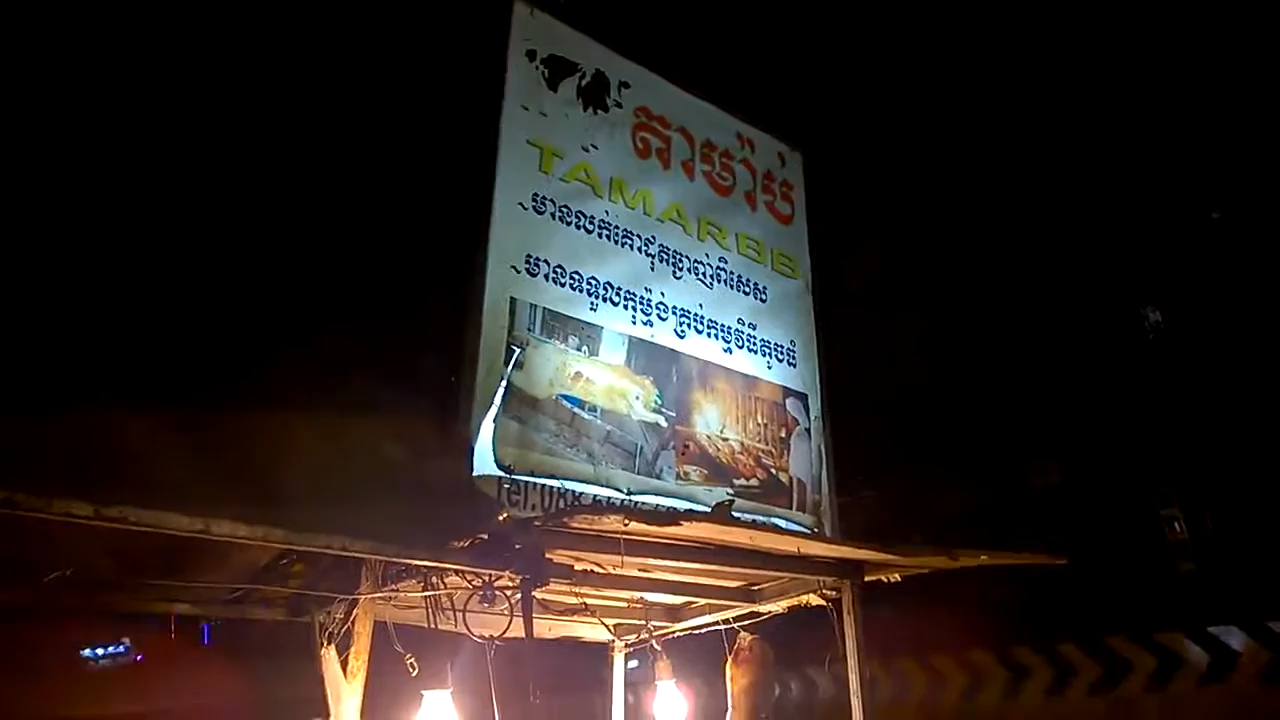 តាម៉ាប់
TAMARBB
~មានលក់គោដុតឆ្ងាញ់ពិសេស
~មានទទួលកុម្ម៉ង់គ្រប់កម្មវិធីតូចធំ
Tel: